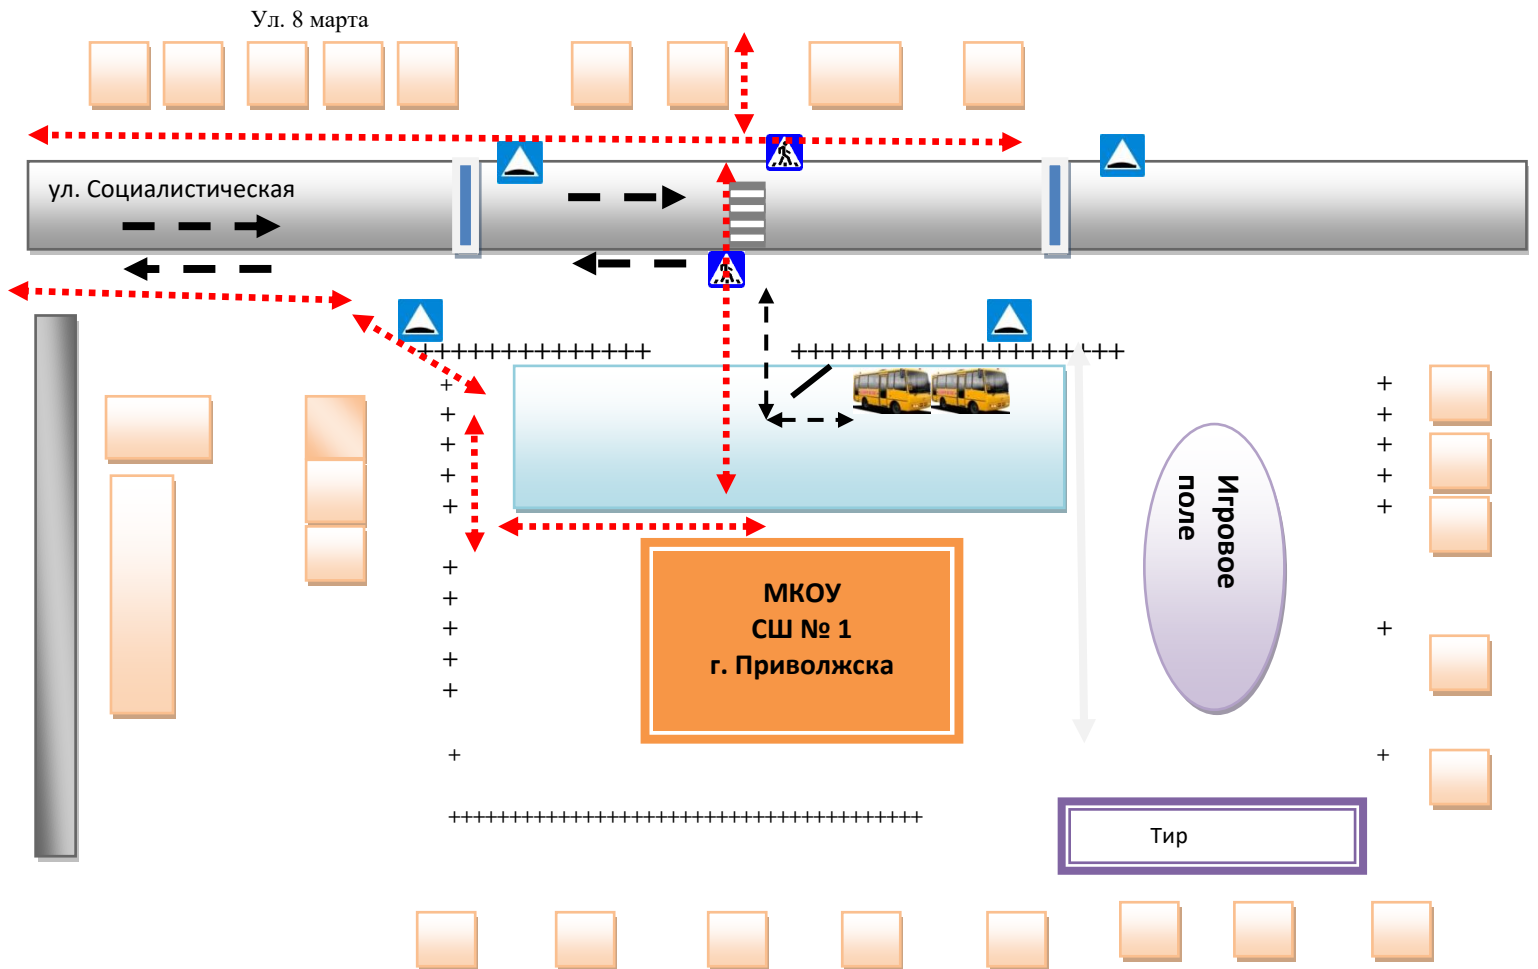 Ул. 8 марта
ул. Социалистическая
Игровое
поле
МКОУ
СШ № 1
г. Приволжска
Тир